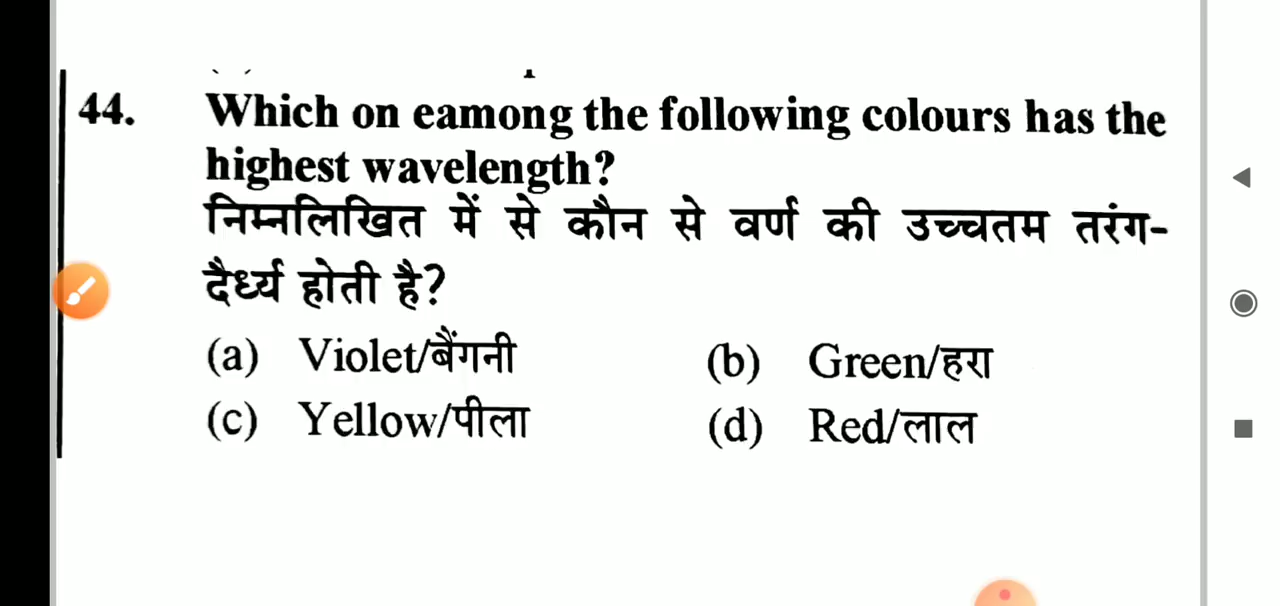 44. Which on eamong the following colours has the
highest wavelength?
निम्नलिखित में से कौन से वर्ण की उच्चतम तरंग-
दैर्ध्य होती है?
(a) Violet/बैंगनी (b) Green/हरा
(c) Yellow/पीला (d) Red/लाल